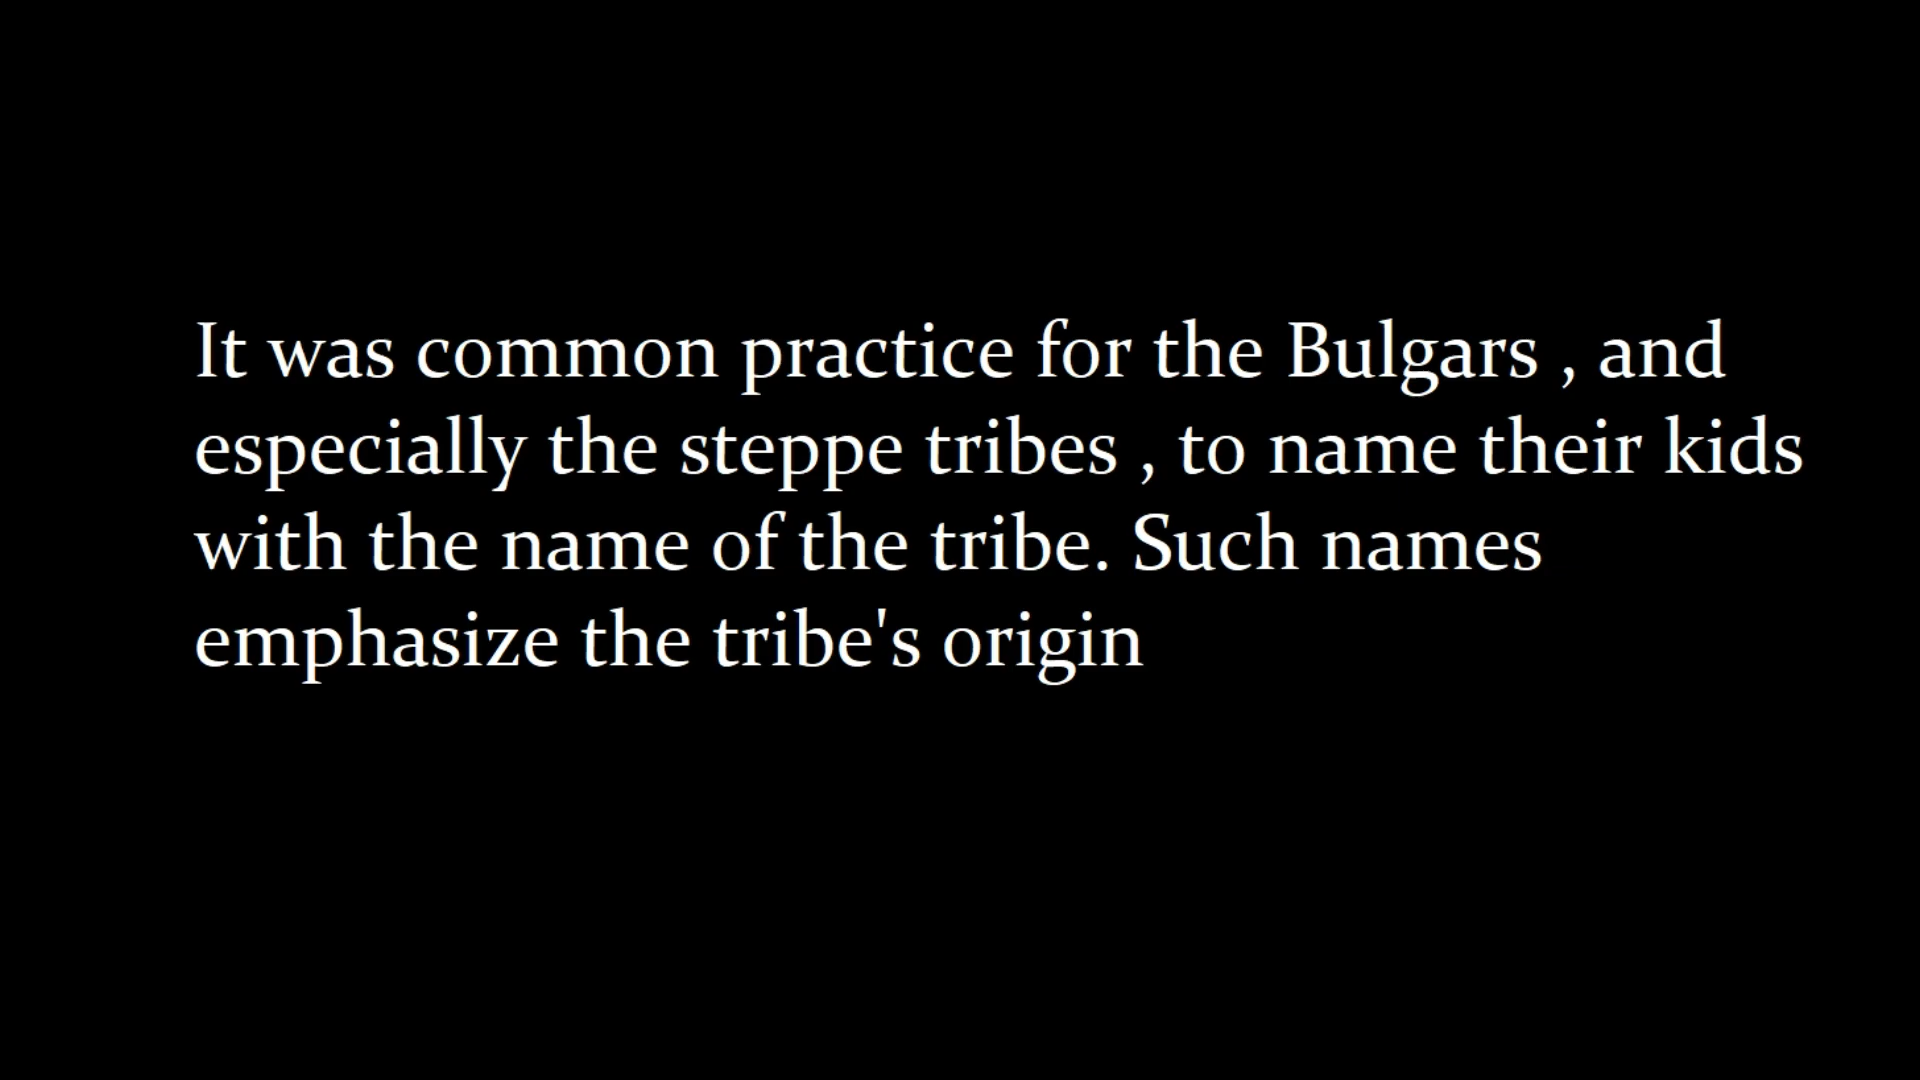 It was common practice for the Bulgars , and
especially the steppe tribes , to name their kids
with the name of the tribe. Such names
emphasize the tribe's origin